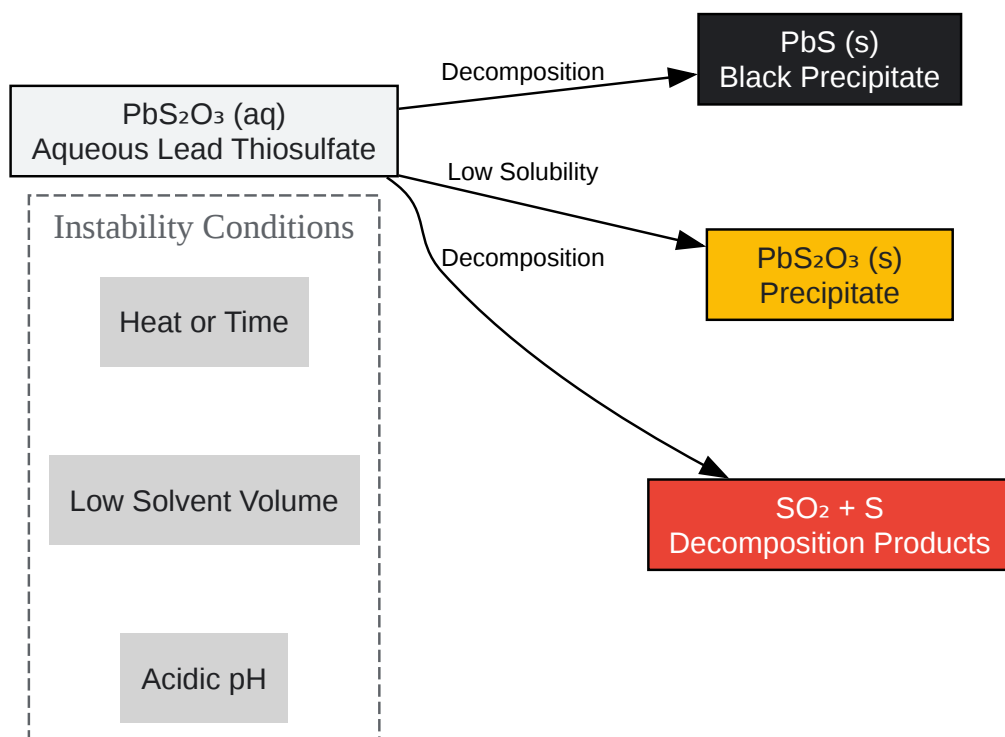 PbS (s)
Black Precipitate
Decomposition
PbS₂O₃ (aq)
Aqueous Lead Thiosulfate
Low Solubility
Instability Conditions
Decomposition
PbS₂O₃ (s)
Precipitate
Heat or Time
Low Solvent Volume
SO₂ + S
Decomposition Products
Acidic pH